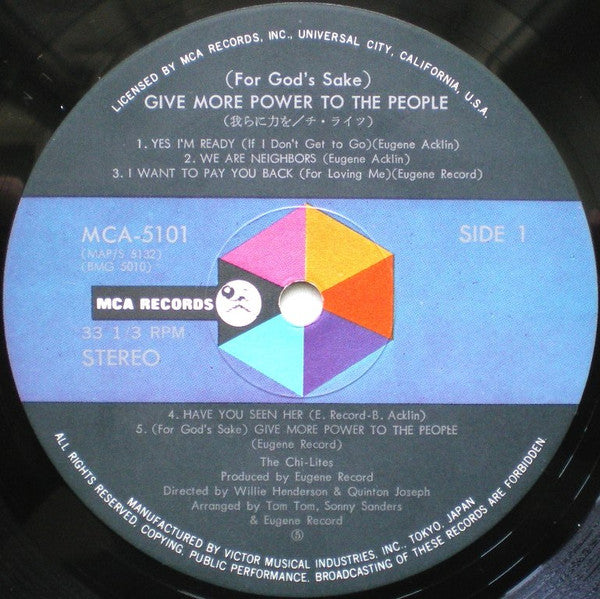 LICENSED BY MCA RECORDS, INC., UNIVERSAL CITY, CALIFORNIA, U.S.A.
(For God's Sake)
GIVE MORE POWER TO THE PEOPLE
(我らに力を/チ・ライツ)
1. YES I'M READY (If I Don't Get to Go)(Eugene Acklin)
2. WE ARE NEIGHBORS (Eugene Acklin)
3. I WANT TO PAY YOU BACK (For Loving Me)(Eugene Record)
MCA-5101
SIDE 1
(MAP/S 5132)
(BMG 5010)
MCA RECORDS
33 1/3 RPM
STEREO
4. HAVE YOU SEEN HER (E. Record-B. Acklin)
5. (For God's Sake) GIVE MORE POWER TO THE PEOPLE
(Eugene Record)
The Chi-Lites
Produced by Eugene Record
Directed by Willie Henderson & Quinton Joseph
Arranged by Tom Tom, Sonny Sanders
& Eugene Record
⑤
MANUFACTURED BY VICTOR MUSICAL INDUSTRIES, INC., TOKYO, JAPAN
ALL RIGHTS RESERVED. COPYING, PUBLIC PERFORMANCE, BROADCASTING OF THESE RECORDS ARE FORBIDDEN.